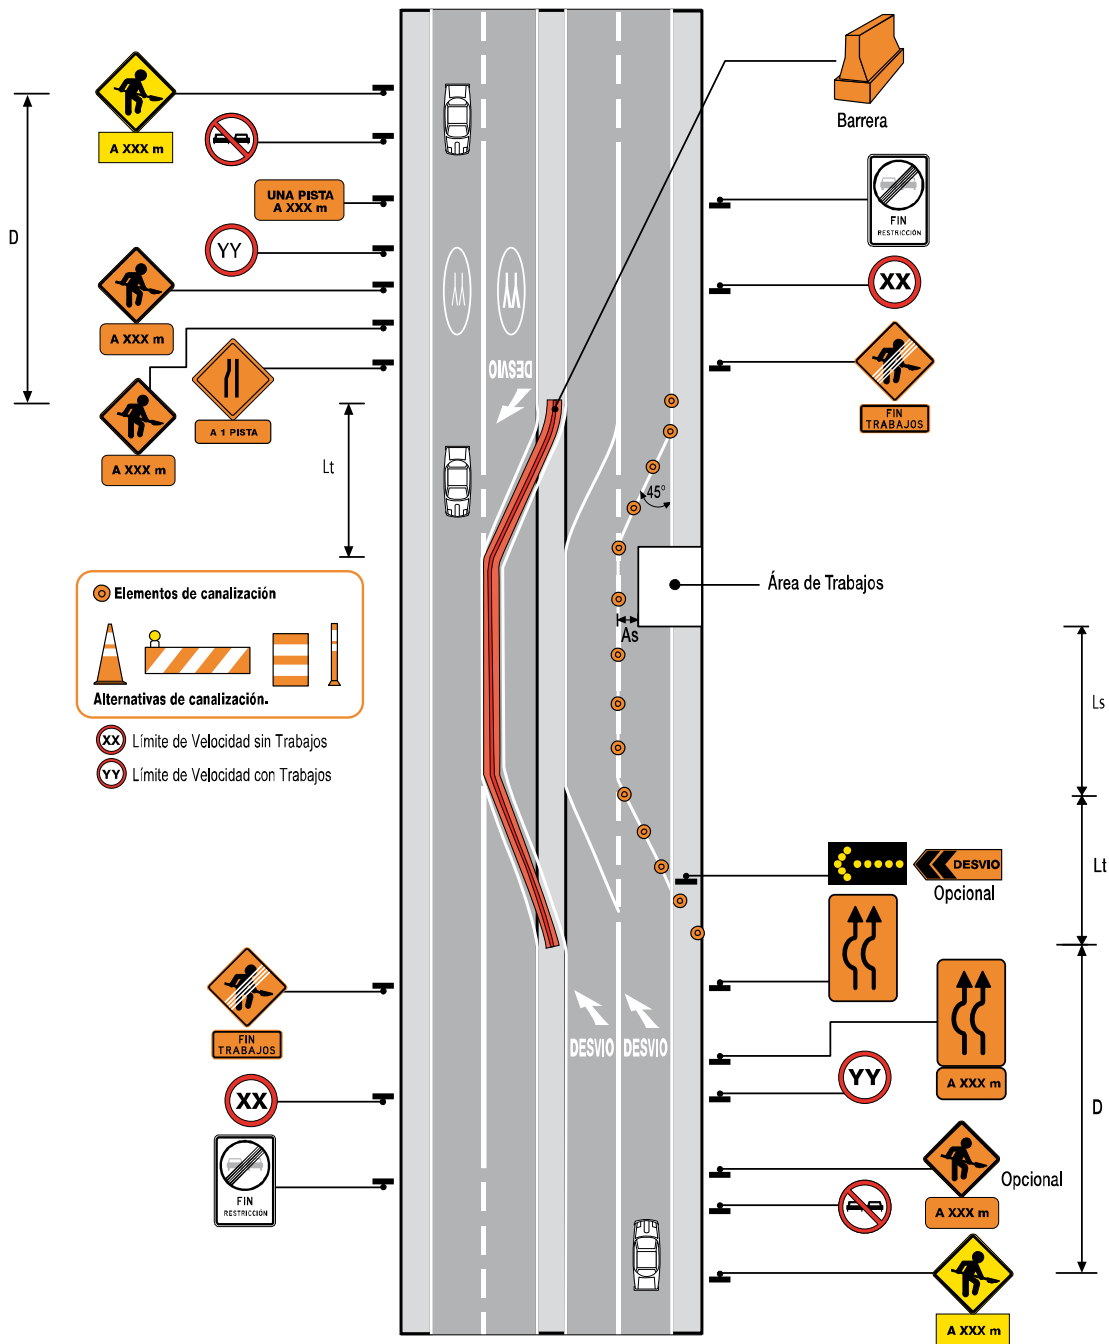 Barrera
A XXX m
UNA PISTA
A XXX m
FIN
RESTRICCIÓN
D
YY
YY
YY
XX
A XXX m
DESVIO
A 1 PISTA
FIN
TRABAJOS
A XXX m
Lt
45°
Elementos de canalización
Área de Trabajos
As
Alternativas de canalización.
Ls
XX Límite de Velocidad sin Trabajos
YY Límite de Velocidad con Trabajos
DESVIO
Opcional
Lt
FIN
TRABAJOS
DESVIO DESVIO
A XXX m
YY
XX
D
FIN
RESTRICCIÓN
Opcional
A XXX m
A XXX m